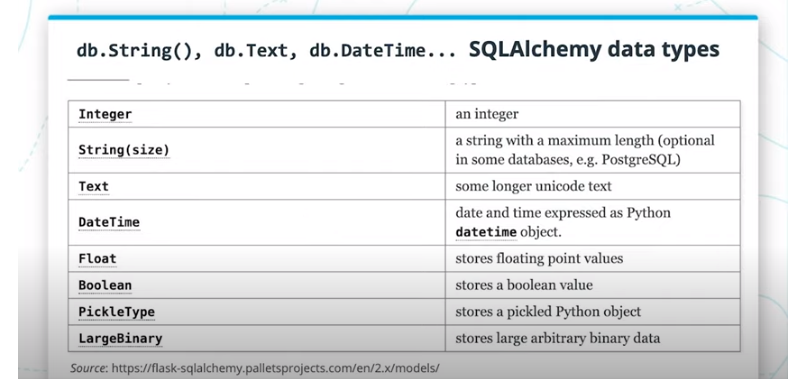 db.String(), db.Text, db.DateTime... SQLAlchemy data types
Integer an integer
String(size) a string with a maximum length (optional
in some databases, e.g. PostgreSQL)
Text some longer unicode text
DateTime date and time expressed as Python
datetime object.
Float stores floating point values
Boolean stores a boolean value
PickleType stores a pickled Python object
LargeBinary stores large arbitrary binary data
Source: https://flask-sqlalchemy.palletsprojects.com/en/2.x/models/